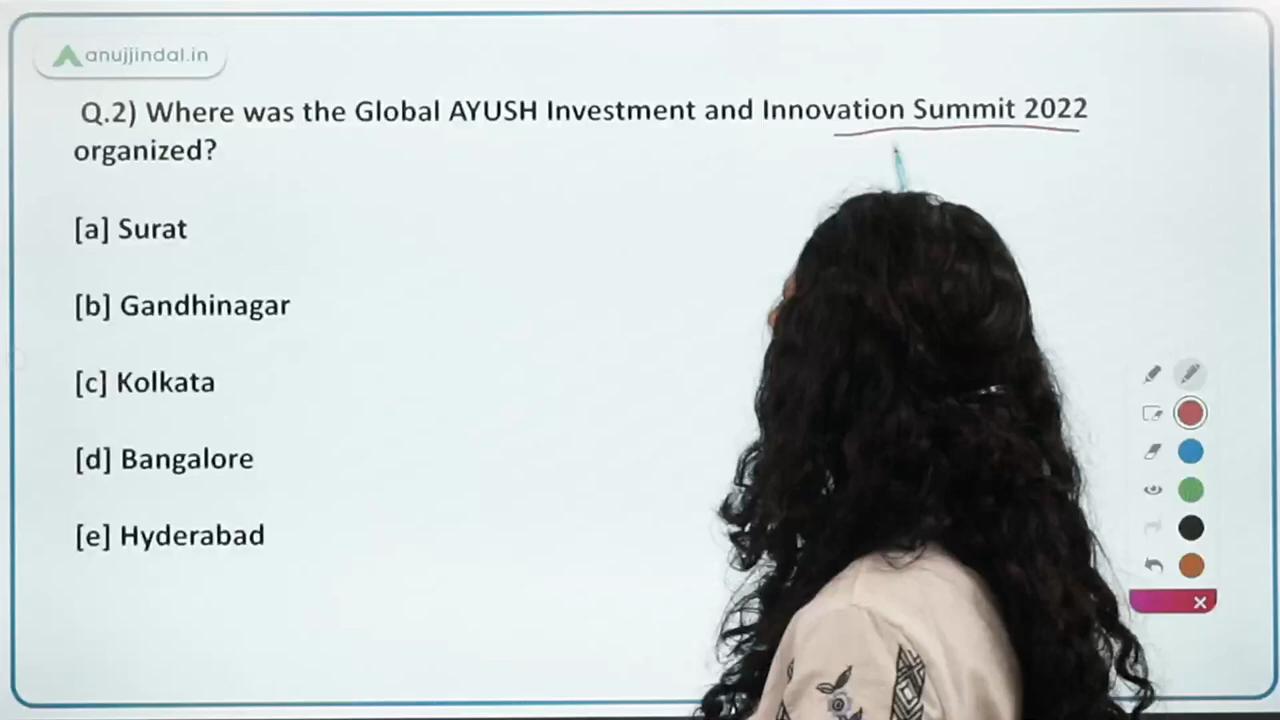 anujjindal.in
Q.2) Where was the Global AYUSH Investment and Innovation Summit 2022
organized?
[a] Surat
[b] Gandhinagar
[c] Kolkata
[d] Bangalore
[e] Hyderabad